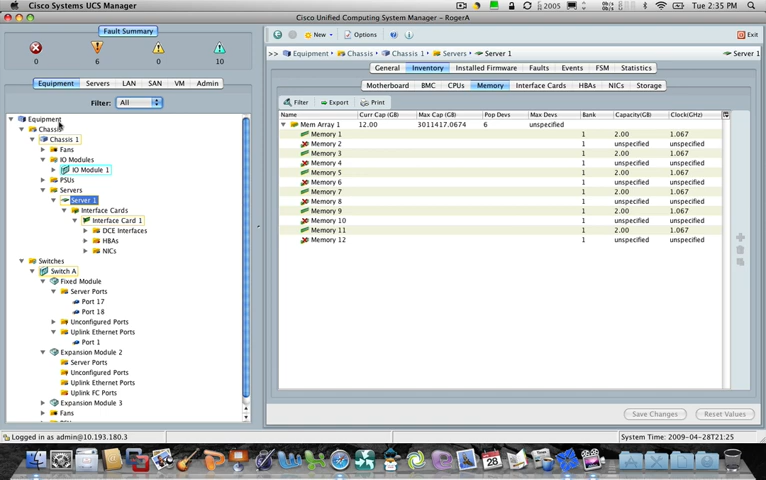 Cisco Systems UCS Manager
2005
Tue 2:35 PM
Cisco Unified Computing System Manager - RogerA
Fault Summary
0 6 0 10
Equipment Servers LAN SAN VM Admin
Filter: All
Equipment
Chassis
Chassis 1
Fans
IO Modules
IO Module 1
PSUs
Servers
Server 1
Interface Cards
Interface Card 1
DCE Interfaces
HBAs
NICs
Switches
Switch A
Fixed Module
Server Ports
Port 17
Port 18
Unconfigured Ports
Uplink Ethernet Ports
Port 1
Expansion Module 2
Server Ports
Unconfigured Ports
Uplink Ethernet Ports
Uplink FC Ports
Expansion Module 3
Fans
New Options Exit
>> Equipment Chassis Chassis 1 Servers Server 1 Server 1
General Inventory Installed Firmware Faults Events FSM Statistics
Motherboard BMC CPUs Memory Interface Cards HBAs NICs Storage
Filter Export Print
Name Curr Cap (GB) Max Cap (GB) Pop Devs Max Devs Bank Capacity(GB) Clock(GHz)
Mem Array 1 12.00 3011417.0674 6 unspecified
Memory 1 1 2.00 1.067
Memory 2 1 unspecified unspecified
Memory 3 1 2.00 1.067
Memory 4 1 unspecified unspecified
Memory 5 1 2.00 1.067
Memory 6 1 unspecified unspecified
Memory 7 1 2.00 1.067
Memory 8 1 unspecified unspecified
Memory 9 1 2.00 1.067
Memory 10 1 unspecified unspecified
Memory 11 1 2.00 1.067
Memory 12 1 unspecified unspecified
Save Changes Reset Values
Logged in as admin@10.193.180.3 System Time: 2009-04-28T21:25
28